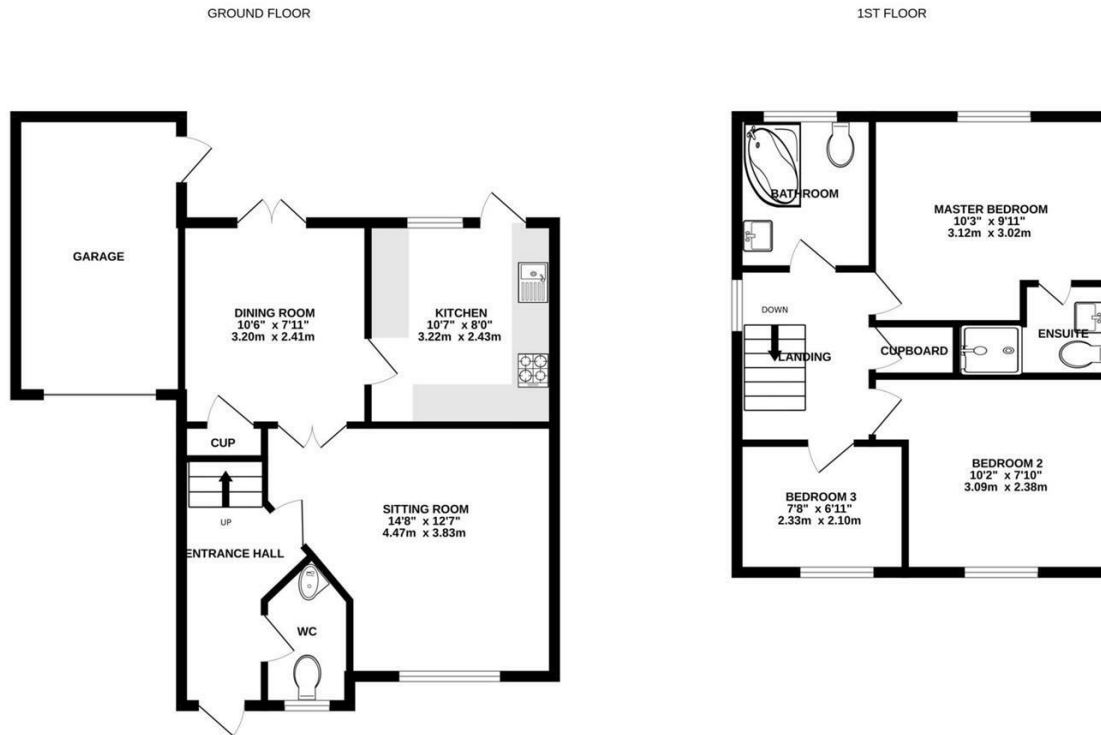 GROUND FLOOR
GARAGE
DINING ROOM
10'6" x 7'11"
3.20m x 2.41m
KITCHEN
10'7" x 8'0"
3.22m x 2.43m
CUP
UP
ENTRANCE HALL
SITTING ROOM
14'8" x 12'7"
4.47m x 3.83m
WC
1ST FLOOR
BATHROOM
MASTER BEDROOM
10'3" x 9'11"
3.12m x 3.02m
DOWN
LANDING
CUPBOARD
ENSUITE
BEDROOM 2
10'2" x 7'10"
3.09m x 2.38m
BEDROOM 3
7'8" x 6'11"
2.33m x 2.10m